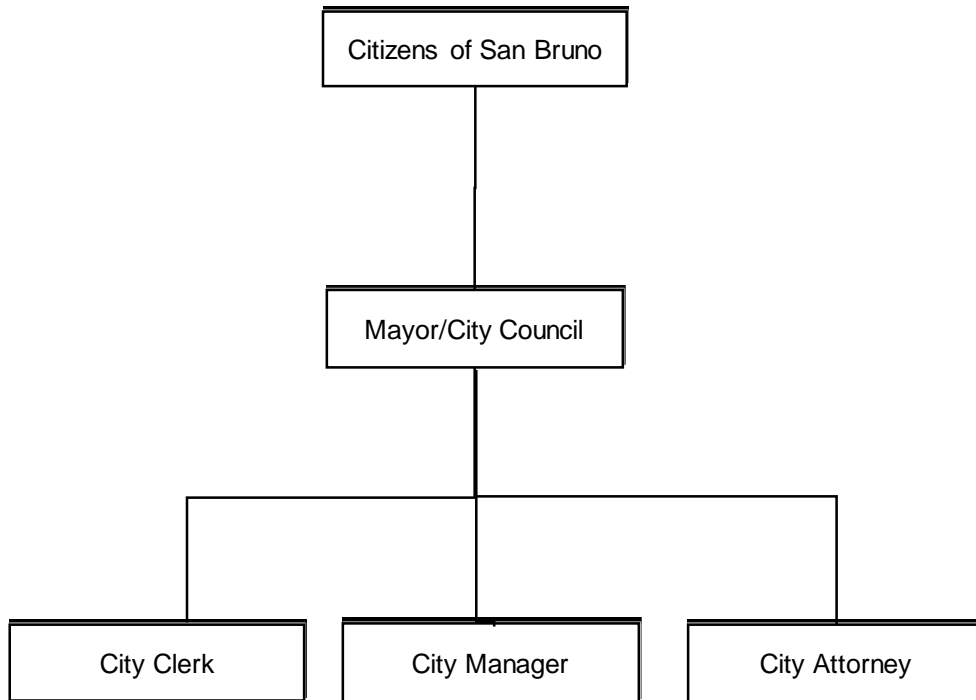 Citizens of San Bruno
Mayor/City Council
City Clerk
City Manager
City Attorney